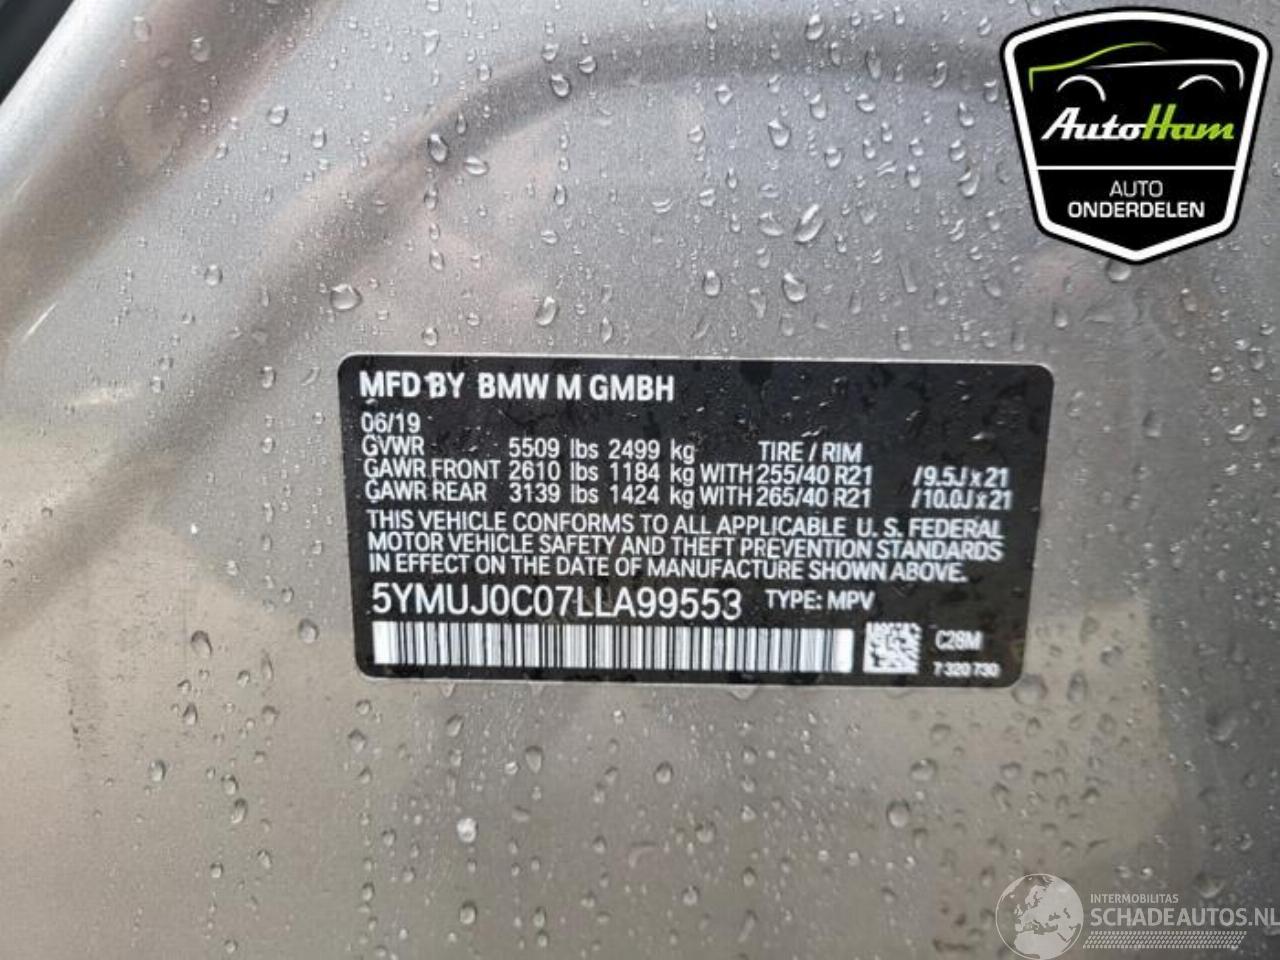 AutoHam
AUTO
ONDERDELEN
MFD BY BMW M GMBH
06/19
GVWR 5509 lbs 2499 kg TIRE / RIM
GAWR FRONT 2610 lbs 1184 kg WITH 255/40 R21 /9.5J x 21
GAWR REAR 3139 lbs 1424 kg WITH 265/40 R21 /10.0J x 21
THIS VEHICLE CONFORMS TO ALL APPLICABLE U. S. FEDERAL
MOTOR VEHICLE SAFETY AND THEFT PREVENTION STANDARDS
IN EFFECT ON THE DATE OF MANUFACTURE SHOWN ABOVE.
5YMUJ0C07LLA99553 TYPE: MPV
C28M
7 320 730
INTERMOBILITAS
SCHADEAUTOS.NL